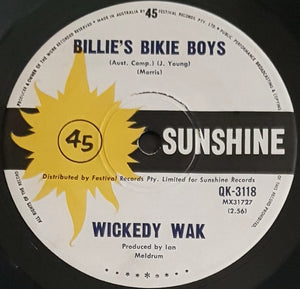 MADE IN AUSTRALIA BY 45 FESTIVAL RECORDS PTY. LTD.
BILLIE'S BIKIE BOYS
(Aust. Comp.) (J. Young)
(Morris)
45
SUNSHINE
Distributed by Festival Records Pty. Limited for Sunshine Records
QK-3118
MX31727
(2.56)
WICKEDY WAK
Produced by Ian
Meldrum